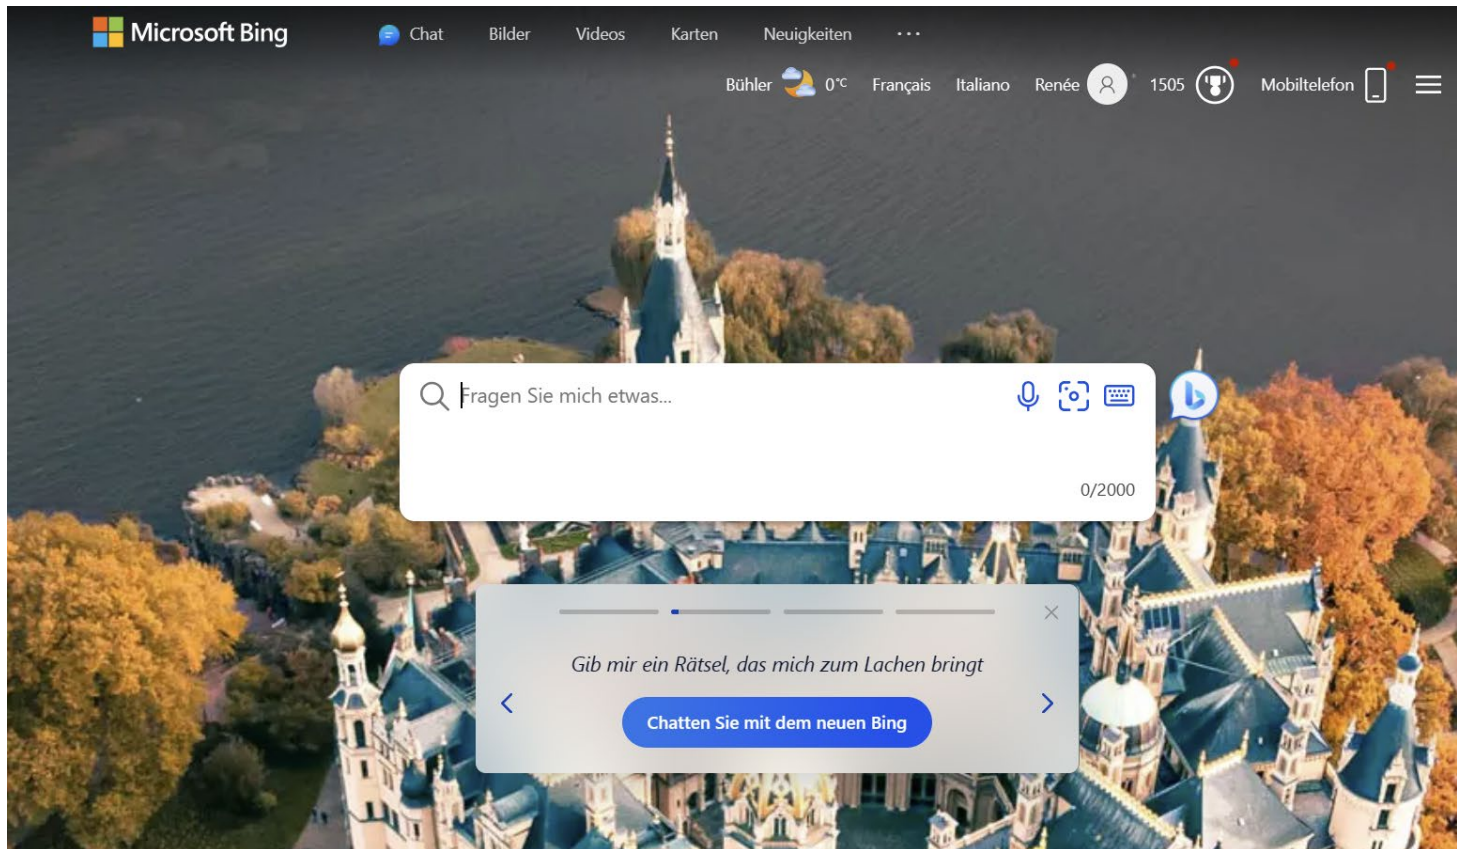 Microsoft Bing
Chat Bilder Videos Karten Neuigkeiten ...
Bühler 0°C Français Italiano Renée 1505 Mobiltelefon
Fragen Sie mich etwas...
0/2000
Gib mir ein Rätsel, das mich zum Lachen bringt
Chatten Sie mit dem neuen Bing